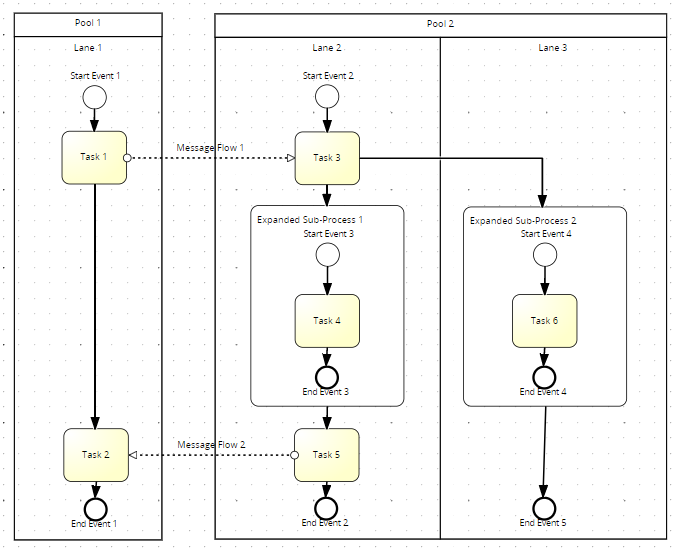 Pool 1
Pool 2
Lane 1
Lane 2
Lane 3
Start Event 1
Start Event 2
Task 1
Message Flow 1
Task 3
Expanded Sub-Process 1
Start Event 3
Expanded Sub-Process 2
Start Event 4
Task 4
Task 6
End Event 3
End Event 4
Task 2
Message Flow 2
Task 5
End Event 1
End Event 2
End Event 5